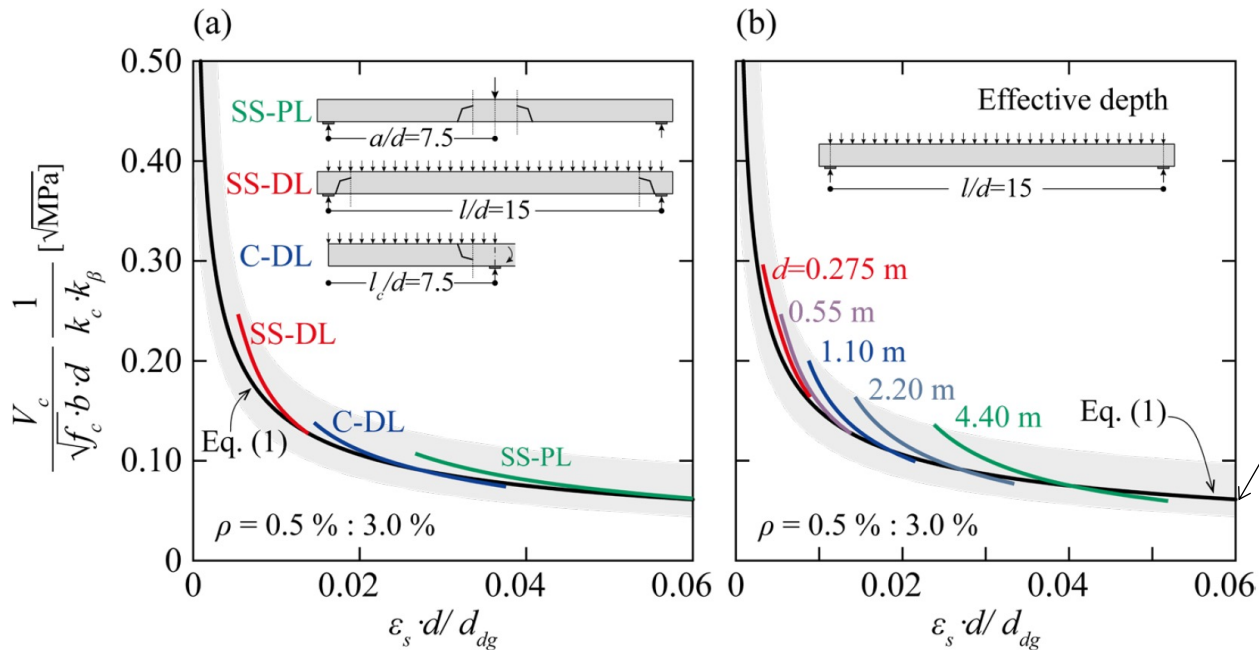 (a)
0.50
0.40
0.30
0.20
0.10
0
V_c / (√f_c · b · d) 1 / (k_c · k_β) [√MPa]
SS-PL
a/d=7.5
SS-DL
l/d=15
C-DL
l_c/d=7.5
SS-DL
C-DL
Eq. (1)
SS-PL
ρ = 0.5 % : 3.0 %
0 0.02 0.04 0.06
ε_s · d / d_dg
(b)
Effective depth
l/d=15
d=0.275 m
0.55 m
1.10 m
2.20 m
4.40 m
Eq. (1)
ρ = 0.5 % : 3.0 %
0 0.02 0.04 0.06
ε_s · d / d_dg